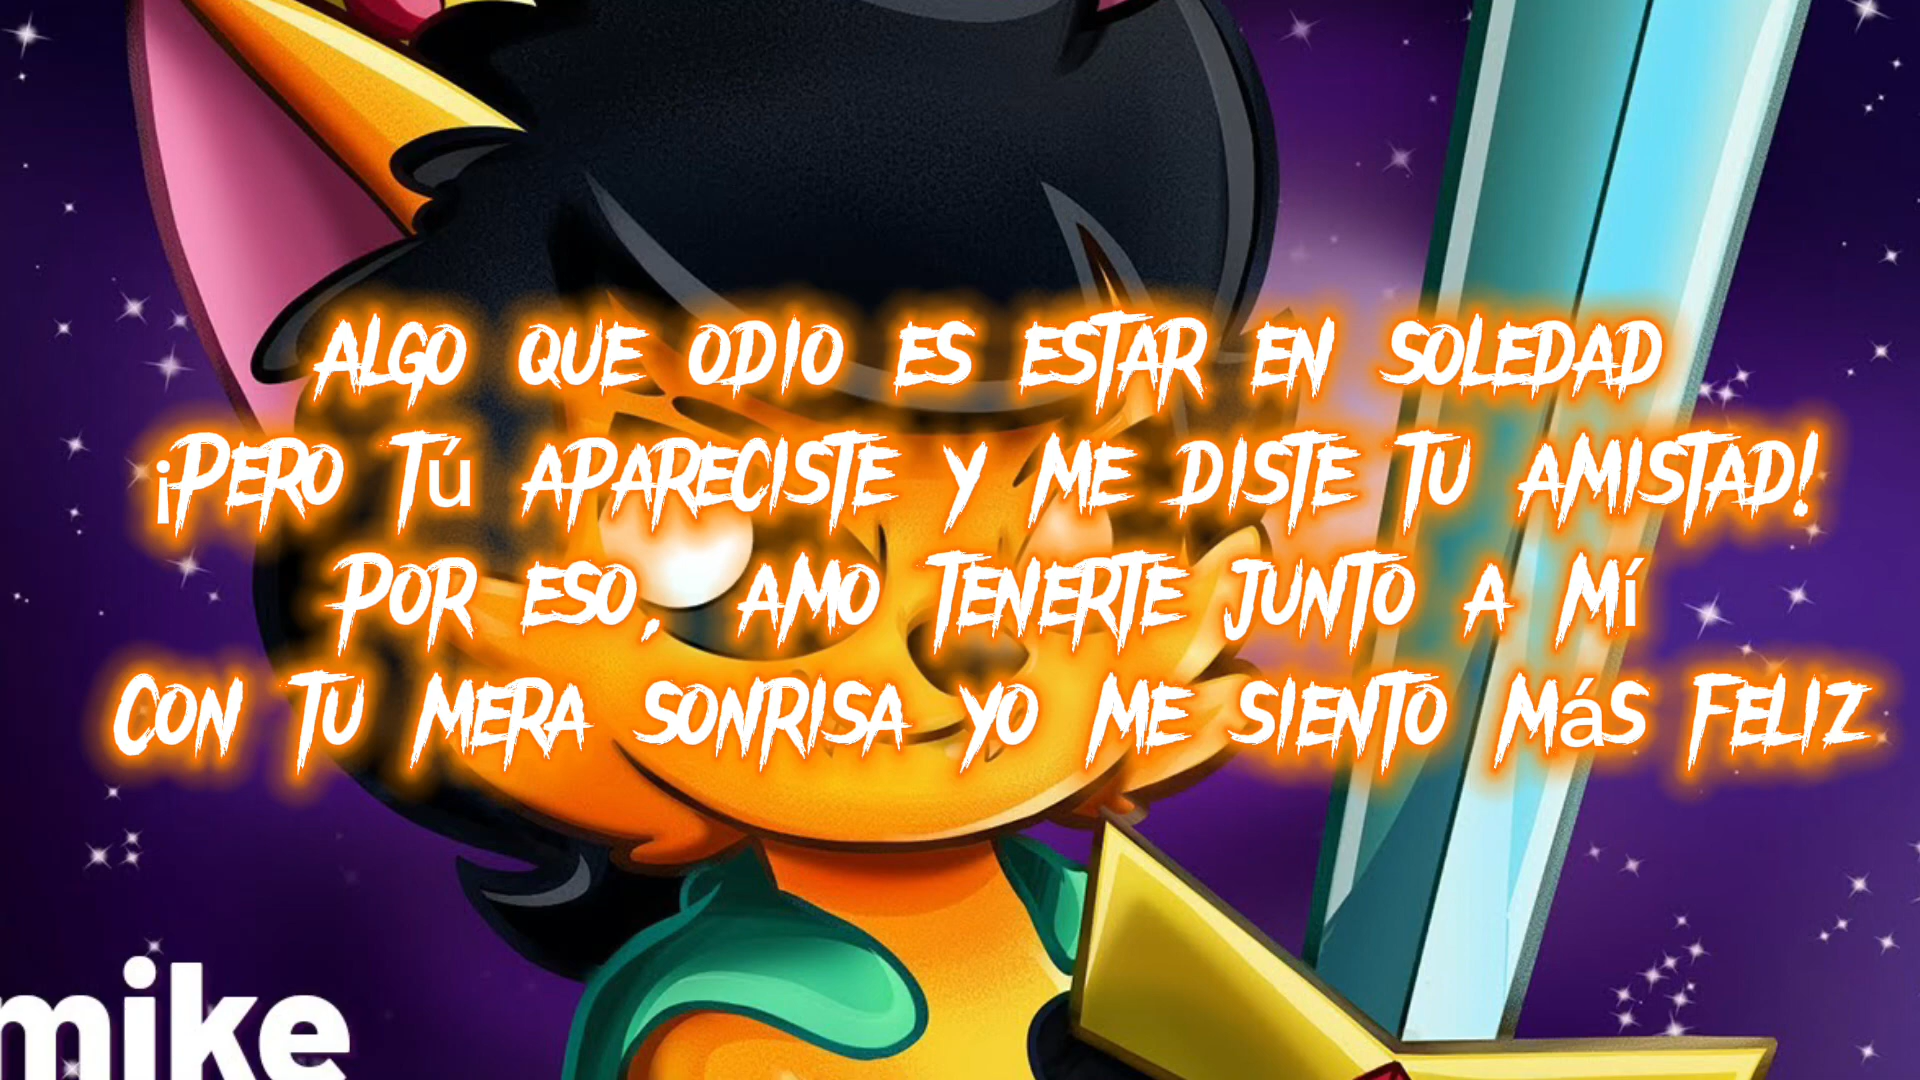 Algo que odio es estar en soledad
¡Pero tú apareciste y me diste tu amistad!
Por eso, amo tenerte junto a mí
Con tu mera sonrisa yo me siento más feliz
mike